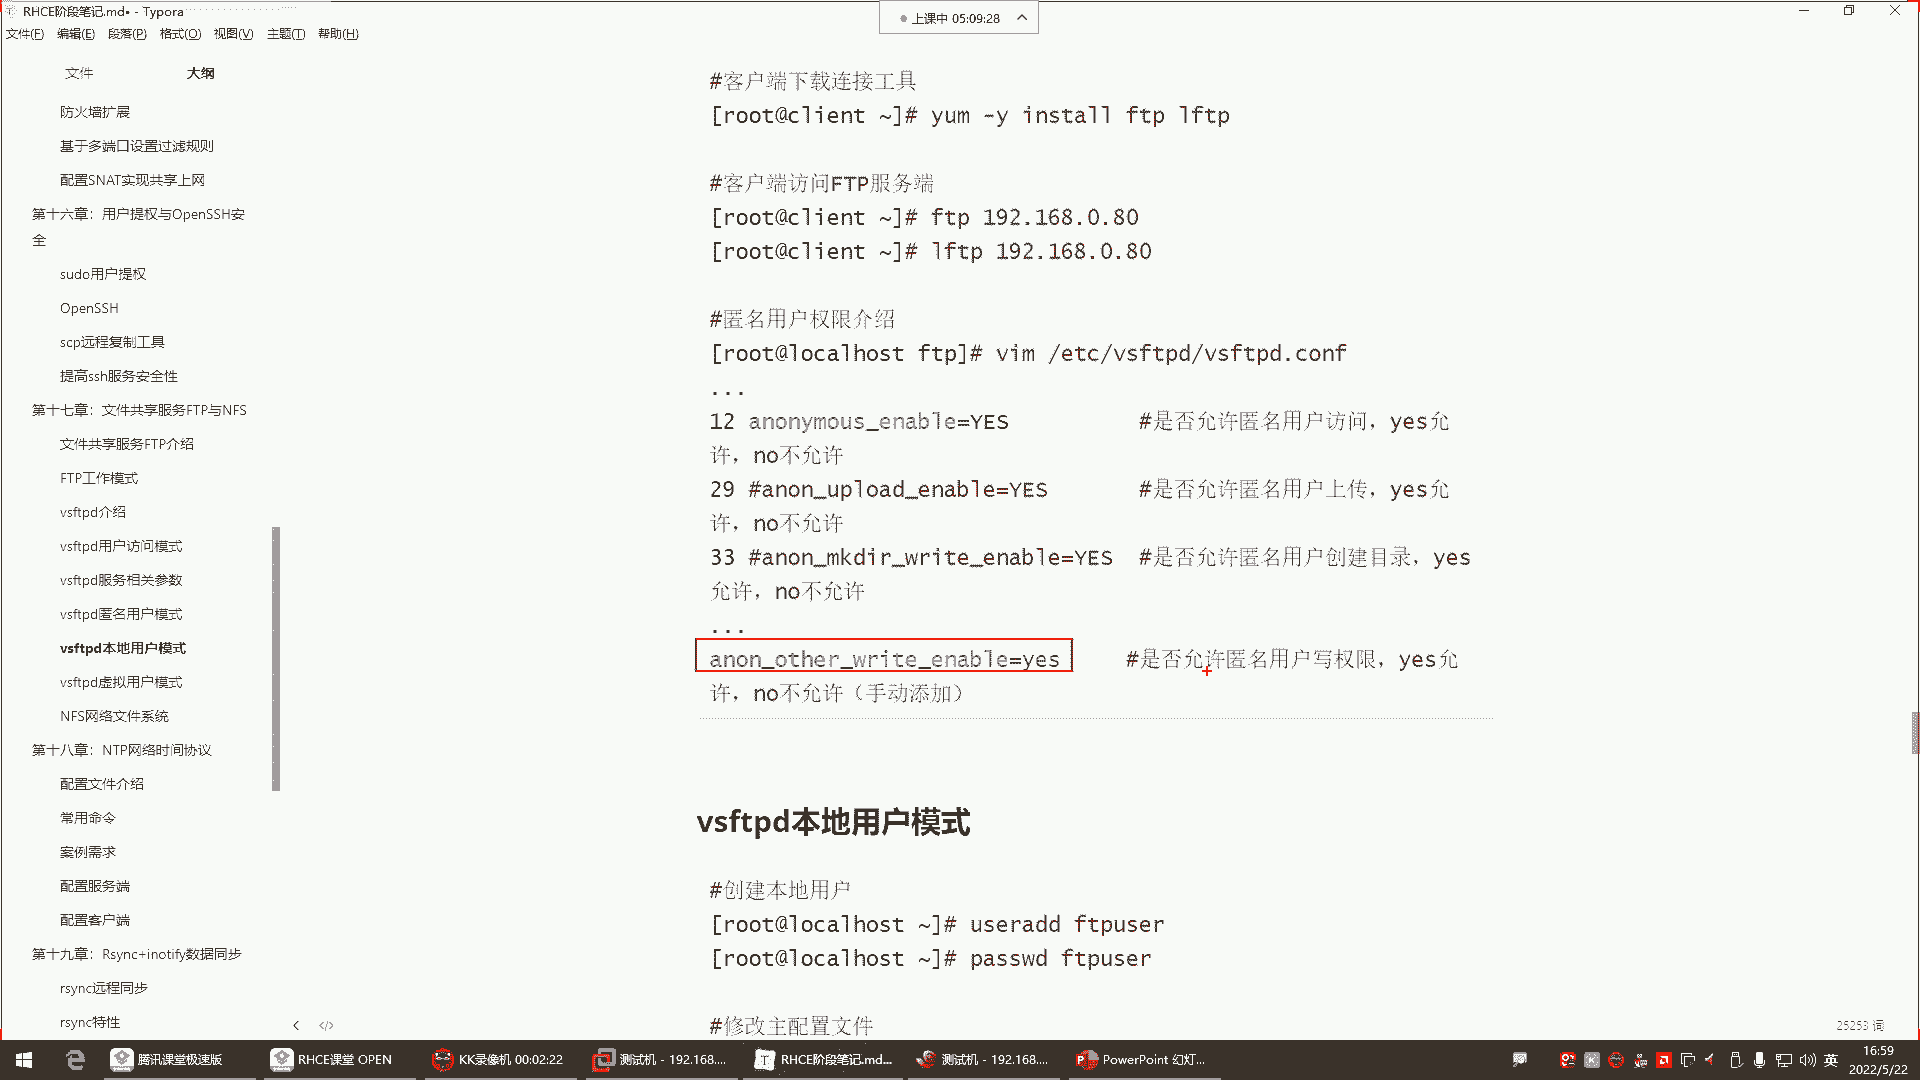 RHCE阶段笔记.md• - Typora
上课中 05:09:28
文件(F) 编辑(E) 段落(P) 格式(O) 视图(V) 主题(T) 帮助(H)
文件 大纲
防火墙扩展
基于多端口设置过滤规则
配置SNAT实现共享上网
第十六章：用户提权与OpenSSH安
全
sudo用户提权
OpenSSH
scp远程复制工具
提高ssh服务安全性
第十七章：文件共享服务FTP与NFS
文件共享服务FTP介绍
FTP工作模式
vsftpd介绍
vsftpd用户访问模式
vsftpd服务相关参数
vsftpd匿名用户模式
vsftpd本地用户模式
vsftpd虚拟用户模式
NFS网络文件系统
第十八章：NTP网络时间协议
配置文件介绍
常用命令
案例需求
配置服务端
配置客户端
第十九章：Rsync+inotify数据同步
rsync远程同步
rsync特性
#客户端下载连接工具
[root@client ~]# yum -y install ftp lftp
#客户端访问FTP服务端
[root@client ~]# ftp 192.168.0.80
[root@client ~]# lftp 192.168.0.80
#匿名用户权限介绍
[root@localhost ftp]# vim /etc/vsftpd/vsftpd.conf
...
12 anonymous_enable=YES #是否允许匿名用户访问，yes允
许，no不允许
29 #anon_upload_enable=YES #是否允许匿名用户上传，yes允
许，no不允许
33 #anon_mkdir_write_enable=YES #是否允许匿名用户创建目录，yes
允许，no不允许
...
anon_other_write_enable=yes #是否允许匿名用户写权限，yes允
许，no不允许（手动添加）
vsftpd本地用户模式
#创建本地用户
[root@localhost ~]# useradd ftpuser
[root@localhost ~]# passwd ftpuser
#修改主配置文件
25253 词
腾讯课堂极速版 RHCE课堂 OPEN KK录像机 00:02:22 测试机 - 192.168.... RHCE阶段笔记.md... 测试机 - 192.168.... PowerPoint 幻灯... 英 16:59
2022/5/22